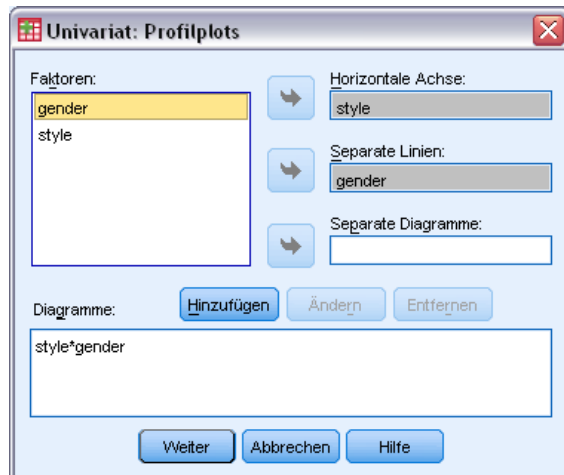 Univariat: Profilplots
Faktoren:
gender
style
Horizontale Achse:
style
Separate Linien:
gender
Separate Diagramme:
Diagramme:
Hinzufügen
Ändern
Entfernen
style*gender
Weiter
Abbrechen
Hilfe